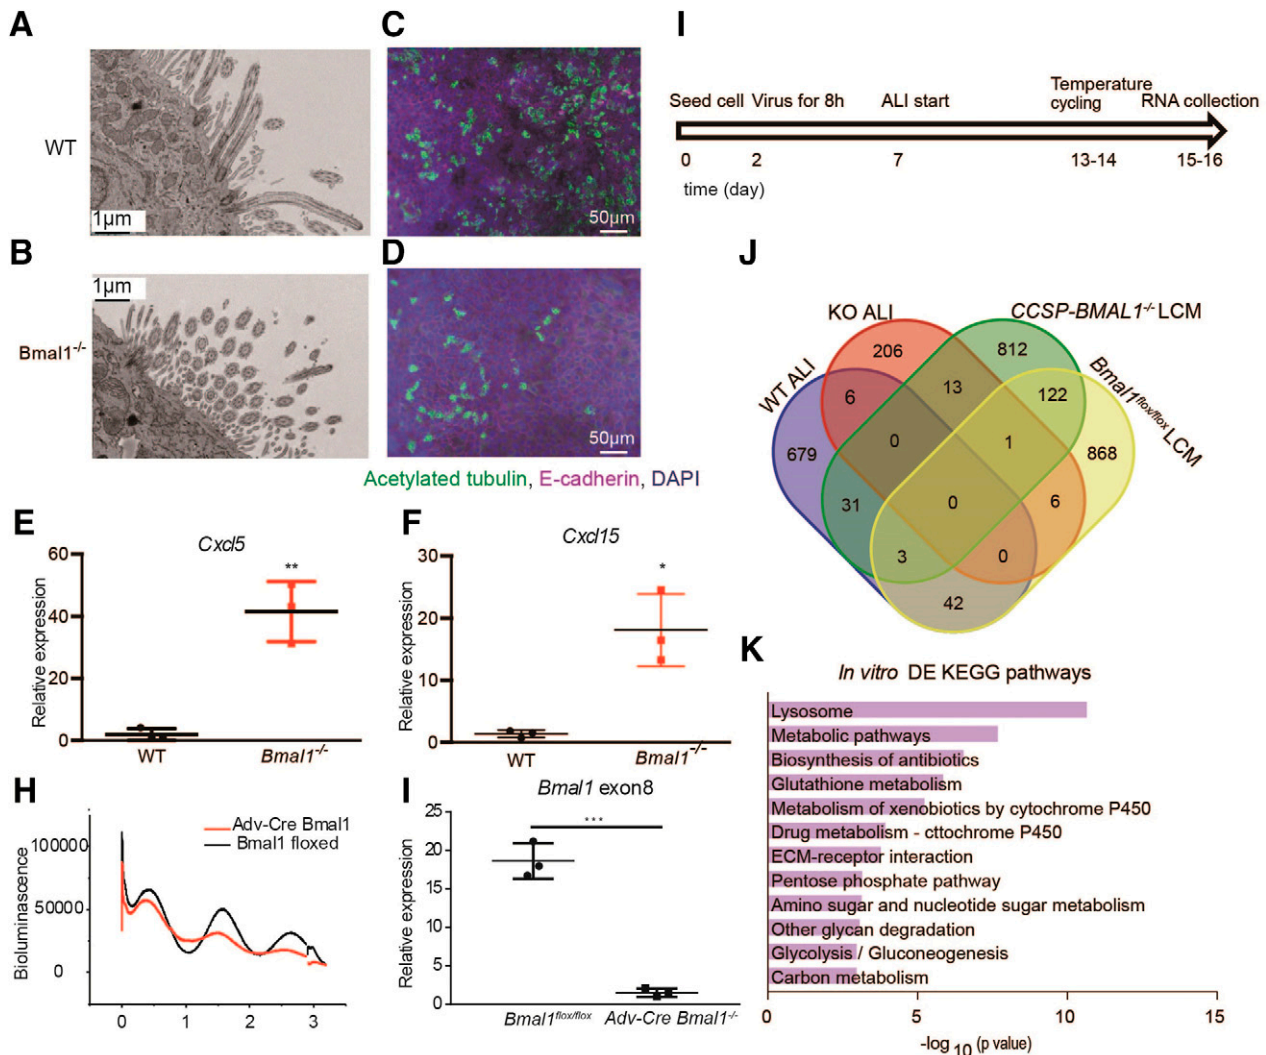 A
WT
1µm
B
1µm
Bmal1-/-
C
50µm
D
50µm
Acetylated tubulin, E-cadherin, DAPI
E
Cxcl5
**
Relative expression
60
40
20
0
WT
Bmal1-/-
F
Cxcl15
*
Relative expression
30
20
10
0
WT
Bmal1-/-
H
Adv-Cre Bmal1
Bmal1 floxed
Bioluminascence
100000
50000
0
0 1 2 3
I
Bmal1 exon8
***
Relative expression
25
20
15
10
5
0
Bmal1flox/flox Adv-Cre Bmal1-/-
I
Seed cell Virus for 8h ALI start Temperature cycling RNA collection
0 2 7 13-14 15-16
time (day)
J
WT ALI
KO ALI
CCSP-BMAL1-/- LCM
Bmal1flox/flox LCM
206 812
6 13 122
679 0 1 868
31 0 6
3 0
42
K
In vitro DE KEGG pathways
Lysosome
Metabolic pathways
Biosynthesis of antibiotics
Glutathione metabolism
Metabolism of xenobiotics by cytochrome P450
Drug metabolism - cttochrome P450
ECM-receptor interaction
Pentose phosphate pathway
Amino sugar and nucleotide sugar metabolism
Other glycan degradation
Glycolysis / Gluconeogenesis
Carbon metabolism
0 5 10 15
-log 10 (p value)